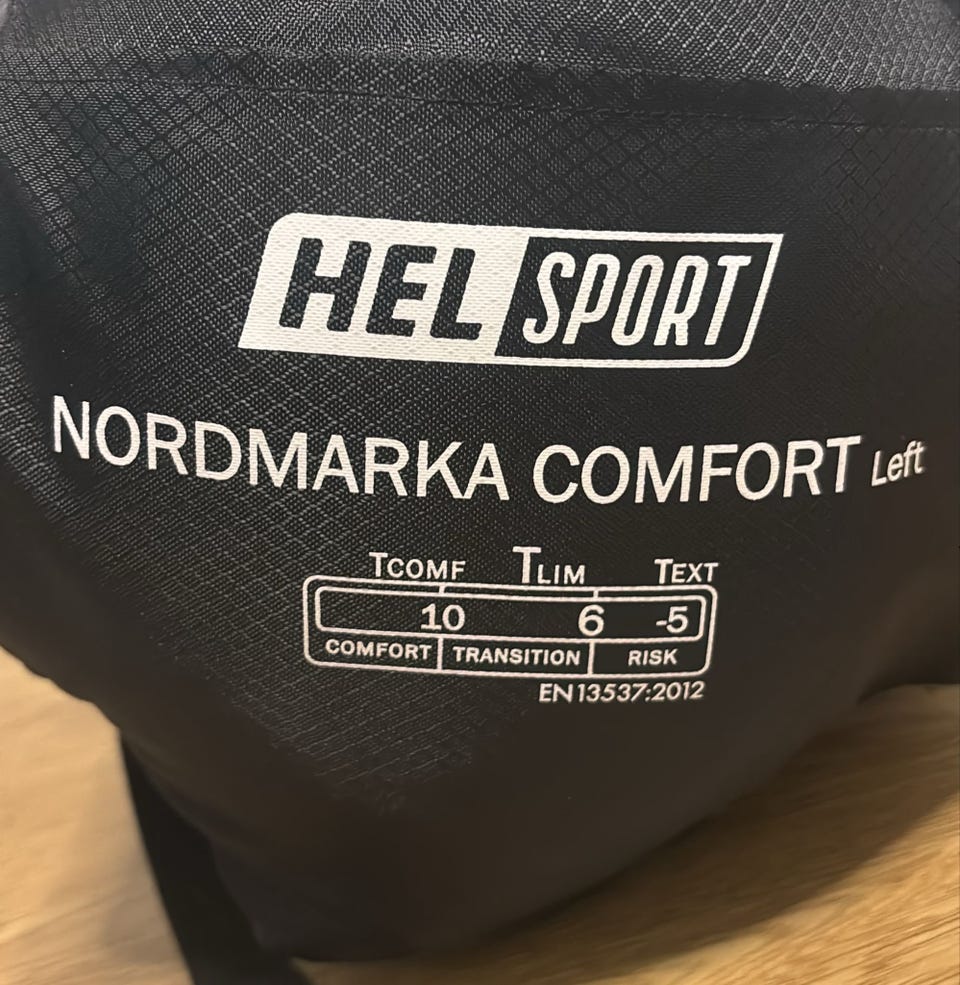 HELSPORT
NORDMARKA COMFORT Left
TCOMF TLIM TEXT
10 6 -5
COMFORT TRANSITION RISK
EN13537:2012